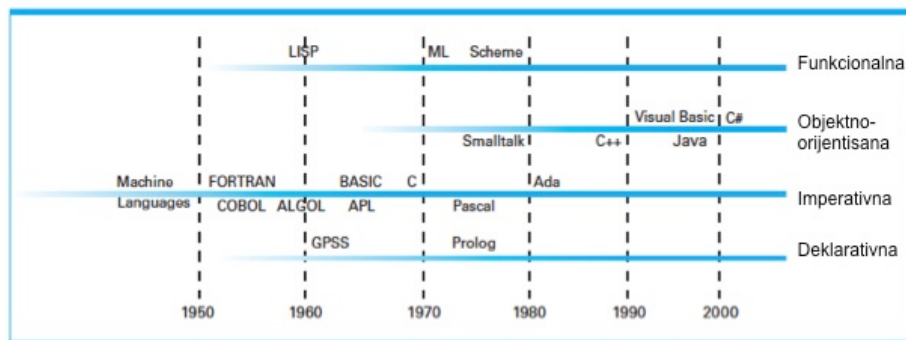 LISP ML Scheme
Funkcionalna
Visual Basic C#
Objektno-
orijentisana
Smalltalk C++ Java
Machine FORTRAN BASIC C Ada
Imperativna
Languages COBOL ALGOL APL Pascal
GPSS Prolog
Deklarativna
1950 1960 1970 1980 1990 2000